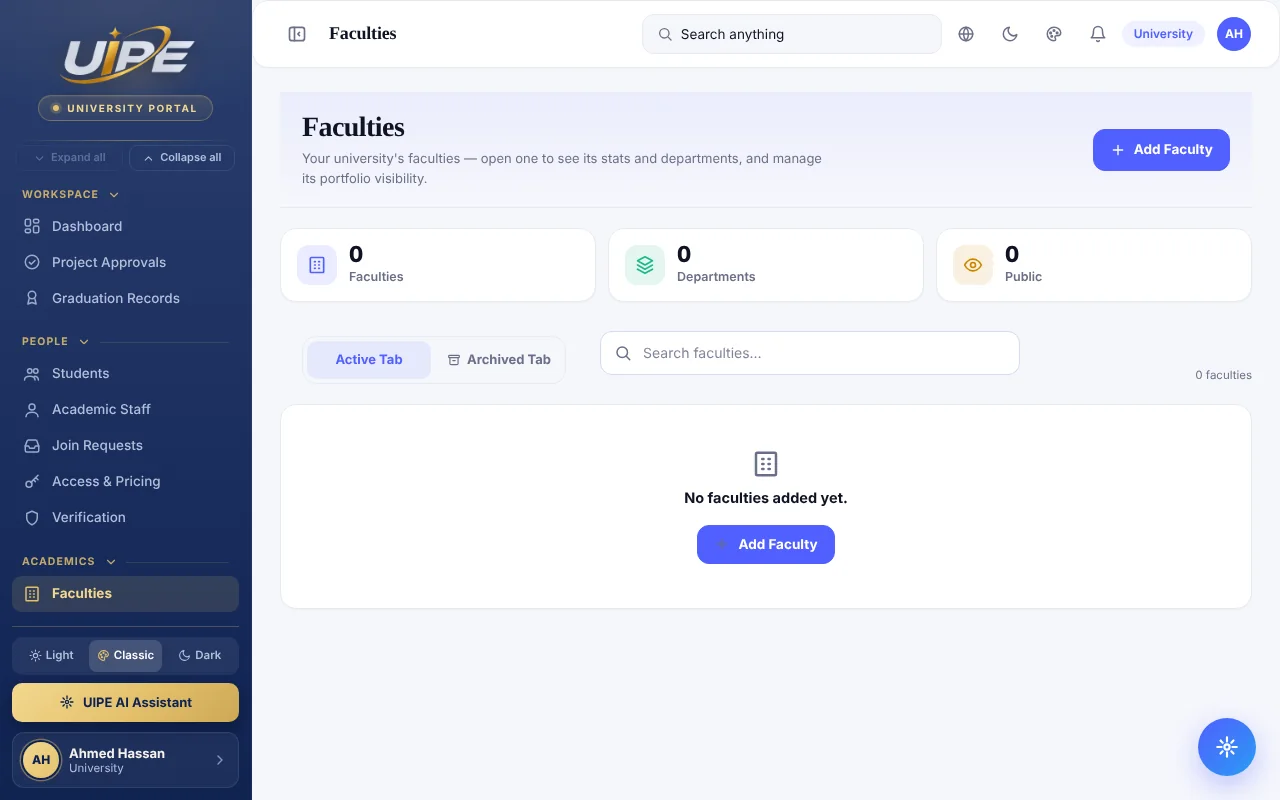 UIPE
UNIVERSITY PORTAL
Expand all
Collapse all
WORKSPACE
Dashboard
Project Approvals
Graduation Records
PEOPLE
Students
Academic Staff
Join Requests
Access & Pricing
Verification
ACADEMICS
Faculties
Light
Classic
Dark
UIPE AI Assistant
AH
Ahmed Hassan
University
Faculties
Search anything
University
AH
Faculties
Your university's faculties — open one to see its stats and departments, and manage
its portfolio visibility.
Add Faculty
0
Faculties
0
Departments
0
Public
Active Tab
Archived Tab
Search faculties...
0 faculties
No faculties added yet.
Add Faculty